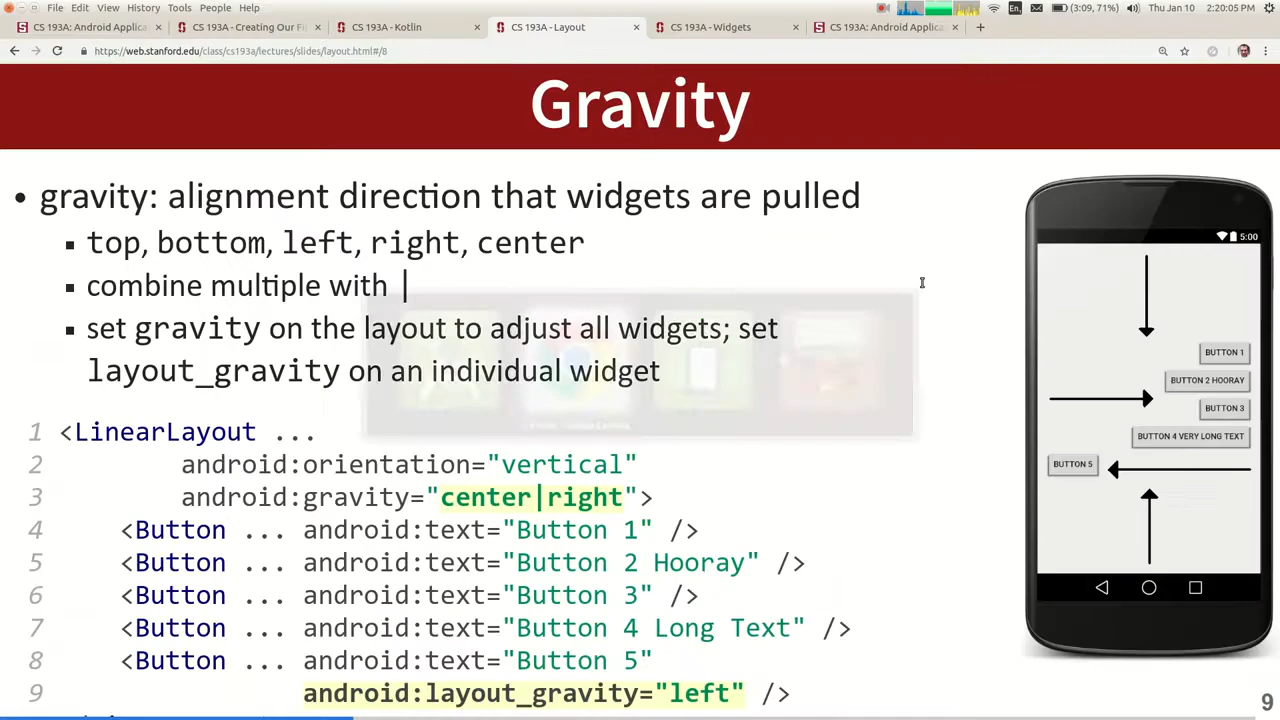 File Edit View History Tools People Help
En (3:09, 71%) Thu Jan 10 2:20:05 PM
CS 193A: Android Applica
CS 193A - Creating Our Fi
CS 193A - Kotlin
CS 193A - Layout
CS 193A - Widgets
CS 193A: Android Applica
https://web.stanford.edu/class/cs193a/lectures/slides/layout.html#/8
Gravity
• gravity: alignment direction that widgets are pulled
▪ top, bottom, left, right, center
▪ combine multiple with |
▪ set gravity on the layout to adjust all widgets; set
layout_gravity on an individual widget
1 <LinearLayout ...
2 android:orientation="vertical"
3 android:gravity="center|right">
4 <Button ... android:text="Button 1" />
5 <Button ... android:text="Button 2 Hooray" />
6 <Button ... android:text="Button 3" />
7 <Button ... android:text="Button 4 Long Text" />
8 <Button ... android:text="Button 5"
9 android:layout_gravity="left" />
5:00
BUTTON 1
BUTTON 2 HOORAY
BUTTON 3
BUTTON 4 VERY LONG TEXT
BUTTON 5
9